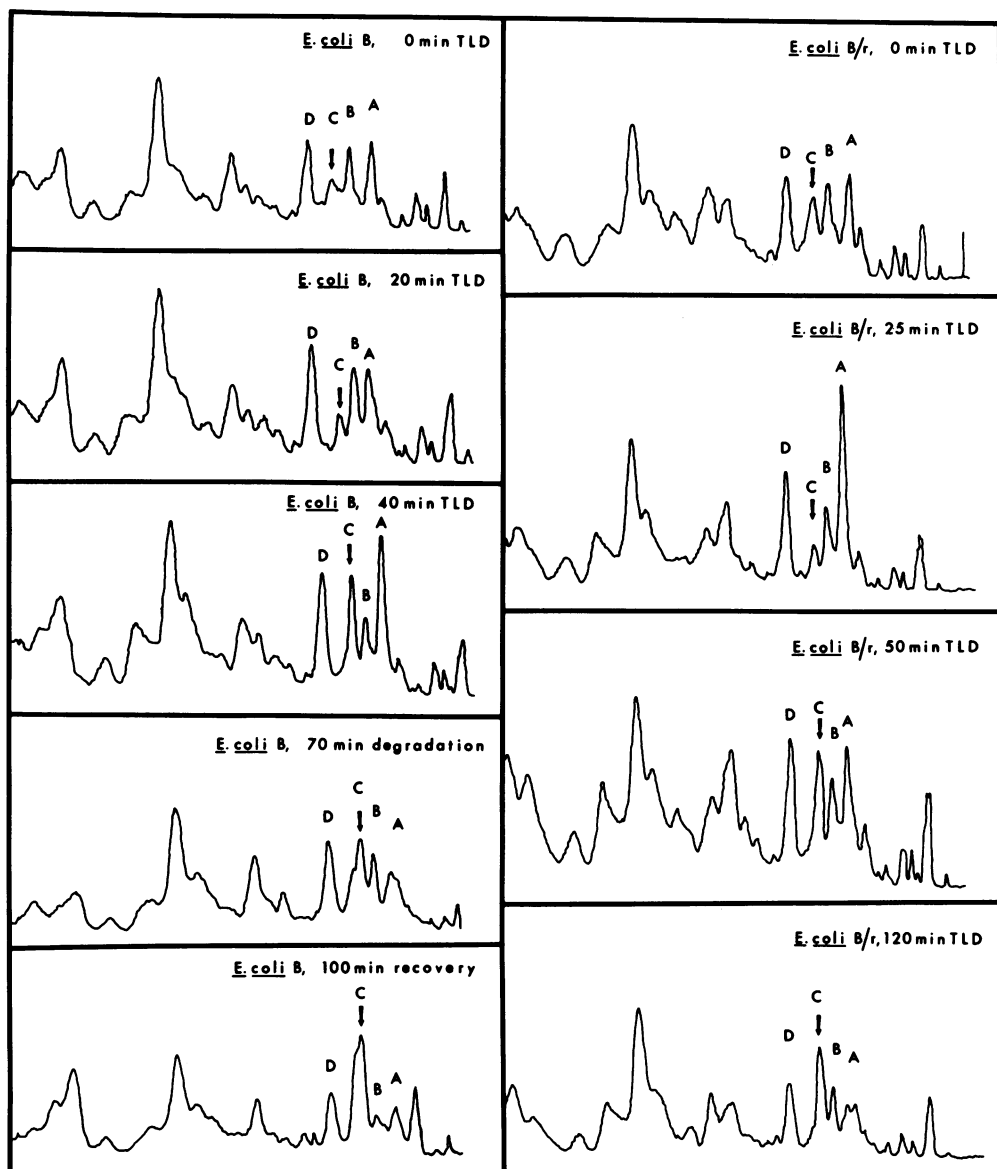 E. coli B, 0 min TLD
D C B A
E. coli B, 20 min TLD
D C B A
E. coli B, 40 min TLD
D C B A
E. coli B, 70 min degradation
D C B A
E. coli B, 100 min recovery
D C B A
E. coli B/r, 0 min TLD
D C B A
E. coli B/r, 25 min TLD
D C B A
E. coli B/r, 50 min TLD
D C B A
E. coli B/r, 120 min TLD
D C B A